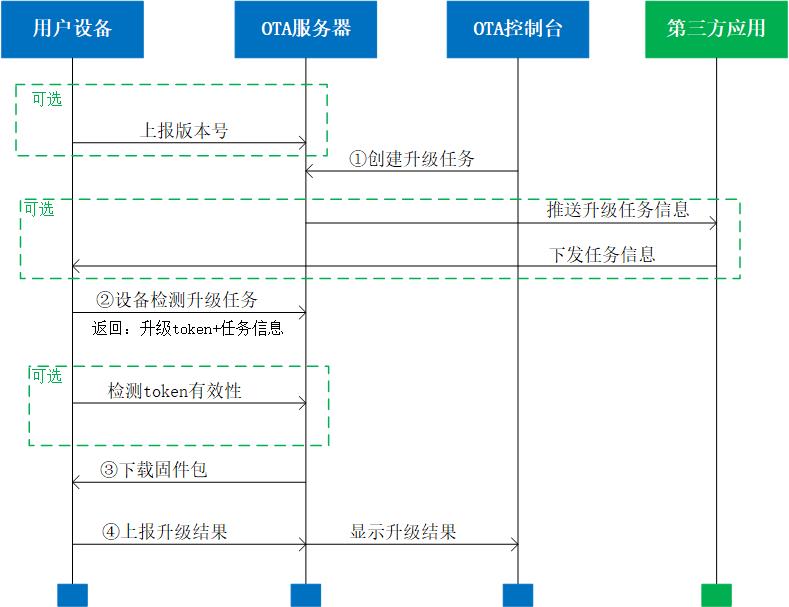 用户设备
OTA服务器
OTA控制台
第三方应用
可选
上报版本号
①创建升级任务
可选
推送升级任务信息
下发任务信息
②设备检测升级任务
返回：升级token+任务信息
可选
检测token有效性
③下载固件包
④上报升级结果
显示升级结果